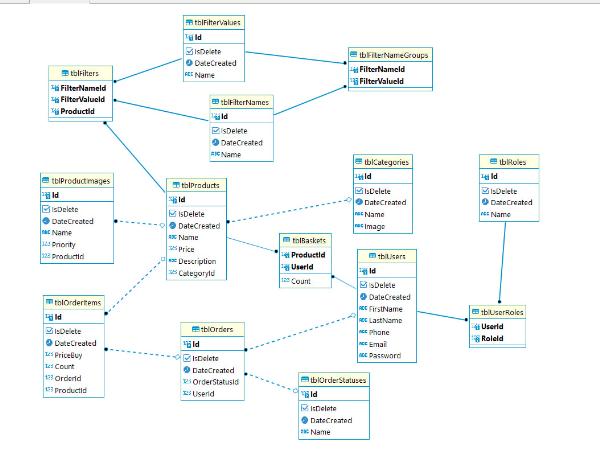 tblFilterValues
Id
IsDelete
DateCreated
Name
tblFilterNameGroups
FilterNameId
FilterValueId
tblFilters
FilterNameId
FilterValueId
ProductId
tblFilterNames
Id
IsDelete
DateCreated
Name
tblCategories
Id
IsDelete
DateCreated
Name
Image
tblRoles
Id
IsDelete
DateCreated
Name
tblProductImages
Id
IsDelete
DateCreated
Name
Priority
ProductId
tblProducts
Id
IsDelete
DateCreated
Name
Price
Description
CategoryId
tblBaskets
ProductId
UserId
Count
tblUsers
Id
IsDelete
DateCreated
FirstName
LastName
Phone
Email
Password
tblOrderItems
Id
IsDelete
DateCreated
PriceBuy
Count
OrderId
ProductId
tblOrders
Id
IsDelete
DateCreated
OrderStatusId
UserId
tblUserRoles
UserId
RoleId
tblOrderStatuses
Id
IsDelete
DateCreated
Name